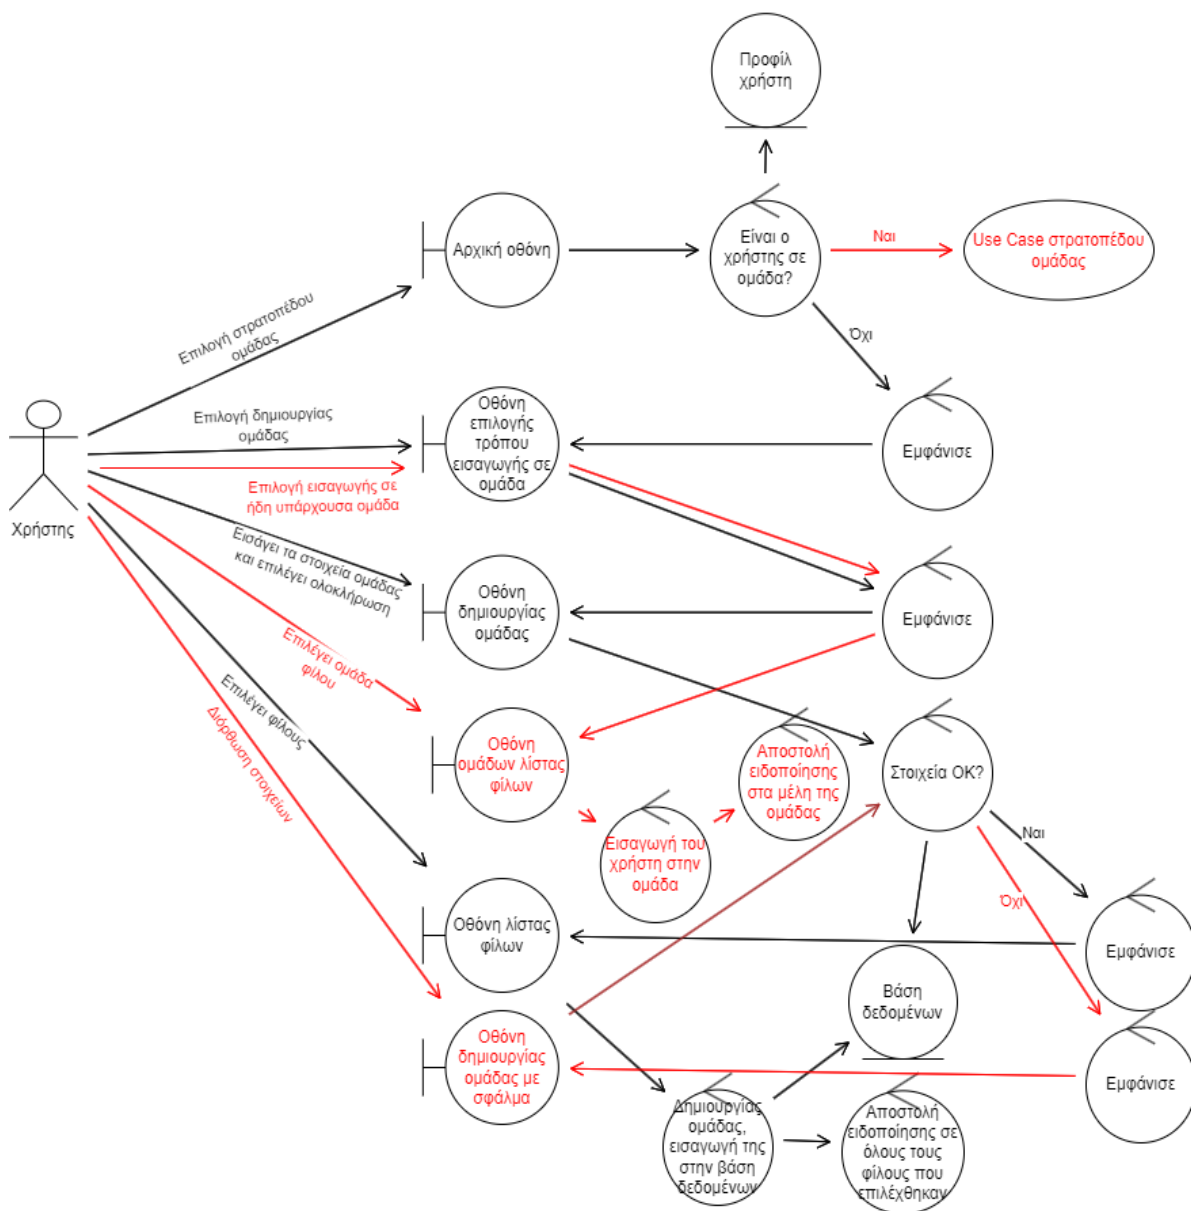 Προφίλ
χρήστη
Αρχική οθόνη
Είναι ο
χρήστης σε
ομάδα?
Ναι
Use Case στρατοπέδου
ομάδας
Επιλογή στρατοπέδου
ομάδας
Όχι
Οθόνη
επιλογής
τρόπου
εισαγωγής σε
ομάδα
Επιλογή δημιουργίας
ομάδας
Εμφάνισε
Επιλογή εισαγωγής σε
ήδη υπάρχουσα ομάδα
Χρήστης
Εισάγει τα στοιχεία ομάδας
και επιλέγει ολοκλήρωση
Οθόνη
δημιουργίας
ομάδας
Εμφάνισε
Επιλέγει ομάδα
φίλου
Επιλέγει φίλους
Διόρθωση στοιχείων
Οθόνη
ομάδων λίστας
φίλων
Αποστολή
ειδοποίησης
στα μέλη της
ομάδας
Στοιχεία ΟΚ?
Εισαγωγή του
χρήστη στην
ομάδα
Ναι
Όχι
Οθόνη λίστας
φίλων
Εμφάνισε
Βάση
δεδομένων
Οθόνη
δημιουργίας
ομάδας με
σφάλμα
Εμφάνισε
Δημιουργίας
ομάδας,
εισαγωγή της
στην βάση
δεδομένων
Αποστολή
ειδοποίησης σε
όλους τους
φίλους που
επιλέχθηκαν